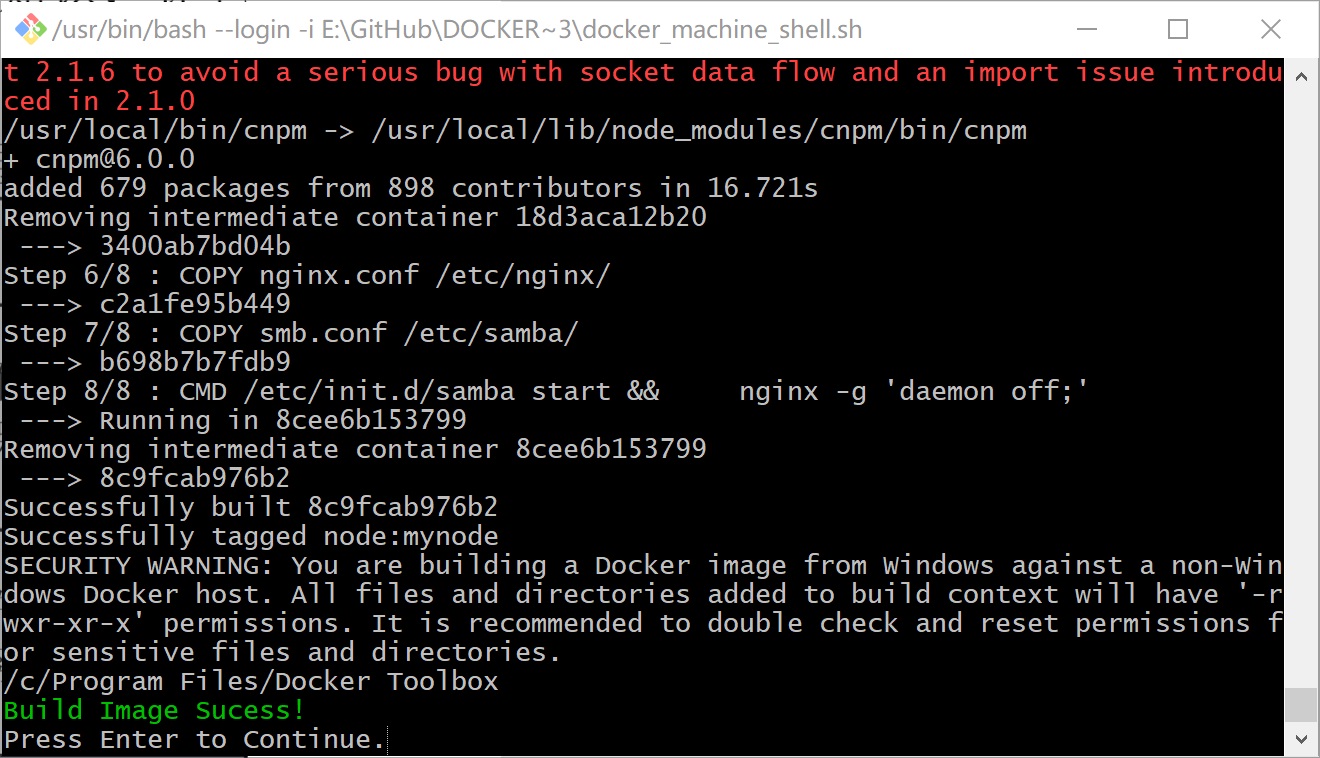 /usr/bin/bash --login -i E:\GitHub\DOCKER~3\docker_machine_shell.sh
t 2.1.6 to avoid a serious bug with socket data flow and an import issue introdu
ced in 2.1.0
/usr/local/bin/cnpm -> /usr/local/lib/node_modules/cnpm/bin/cnpm
+ cnpm@6.0.0
added 679 packages from 898 contributors in 16.721s
Removing intermediate container 18d3aca12b20
 ---> 3400ab7bd04b
Step 6/8 : COPY nginx.conf /etc/nginx/
 ---> c2a1fe95b449
Step 7/8 : COPY smb.conf /etc/samba/
 ---> b698b7b7fdb9
Step 8/8 : CMD /etc/init.d/samba start &&     nginx -g 'daemon off;'
 ---> Running in 8cee6b153799
Removing intermediate container 8cee6b153799
 ---> 8c9fcab976b2
Successfully built 8c9fcab976b2
Successfully tagged node:mynode
SECURITY WARNING: You are building a Docker image from Windows against a non-Win
dows Docker host. All files and directories added to build context will have '-r
wxr-xr-x' permissions. It is recommended to double check and reset permissions f
or sensitive files and directories.
/c/Program Files/Docker Toolbox
Build Image Sucess!
Press Enter to Continue.